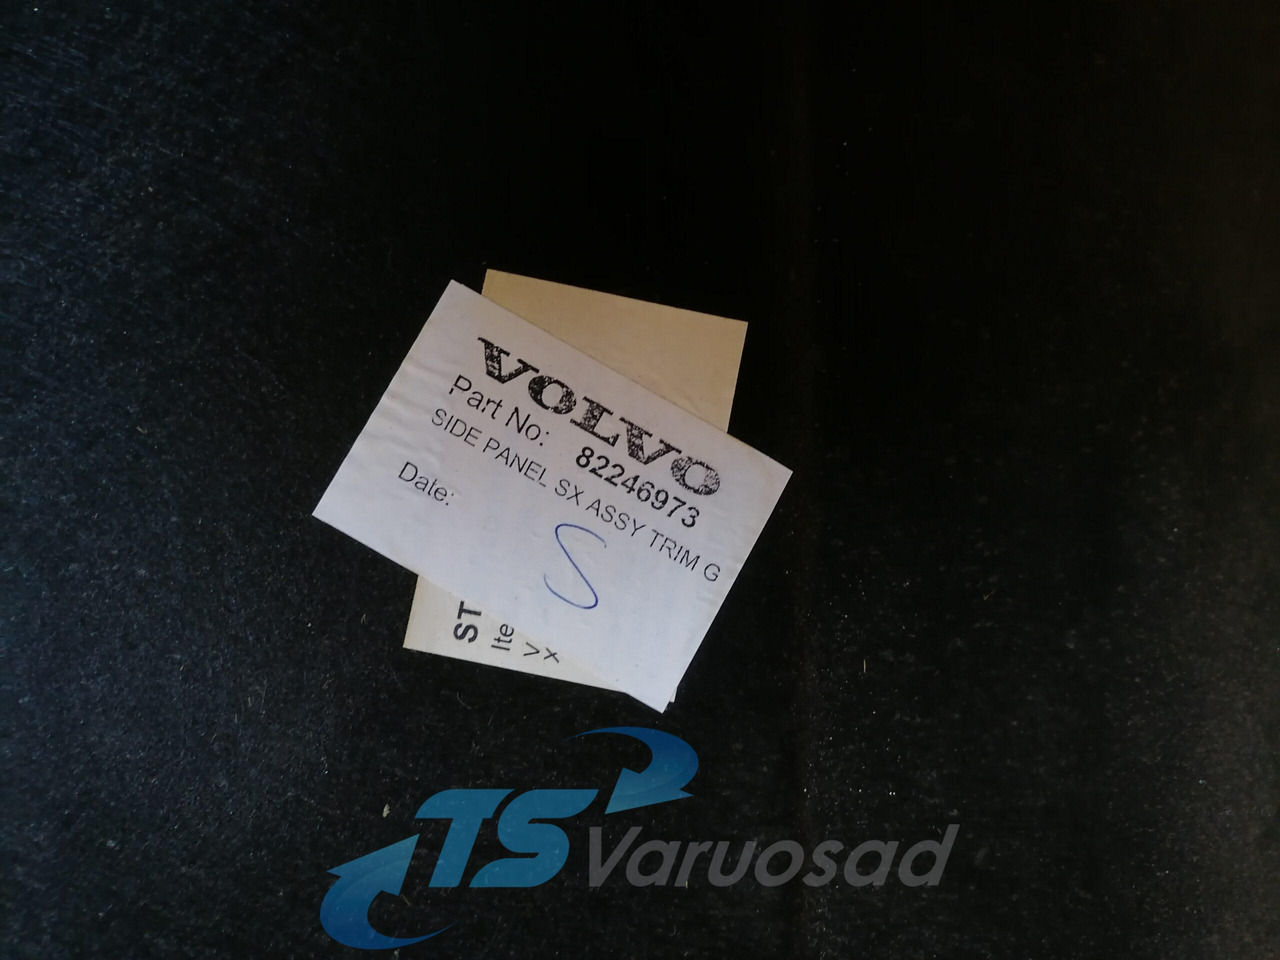 VOLVO
Part No: 82246973
SIDE PANEL SX ASSY TRIM G
Date:
S
ST
Ite
>x
TS Varuosad